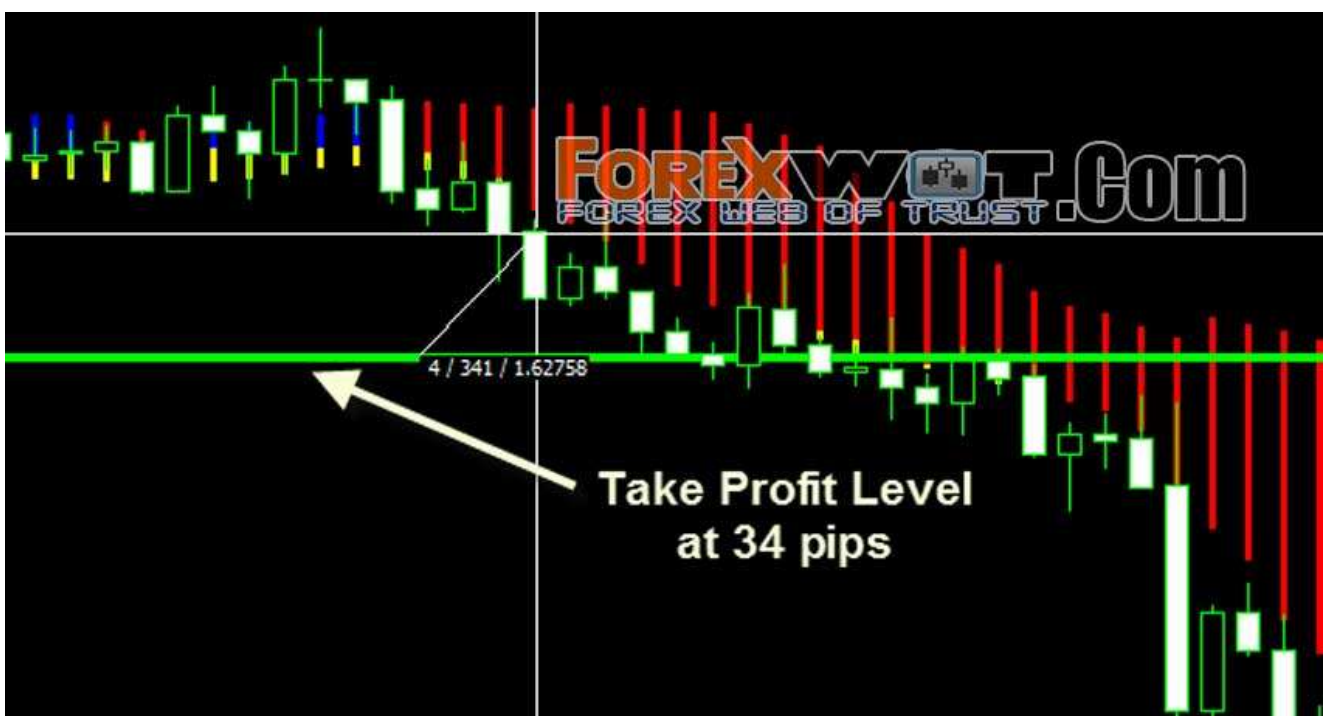 ForexWOT.Com
FOREX WEB OF TRUST
4 / 341 / 1.62758
Take Profit Level
at 34 pips